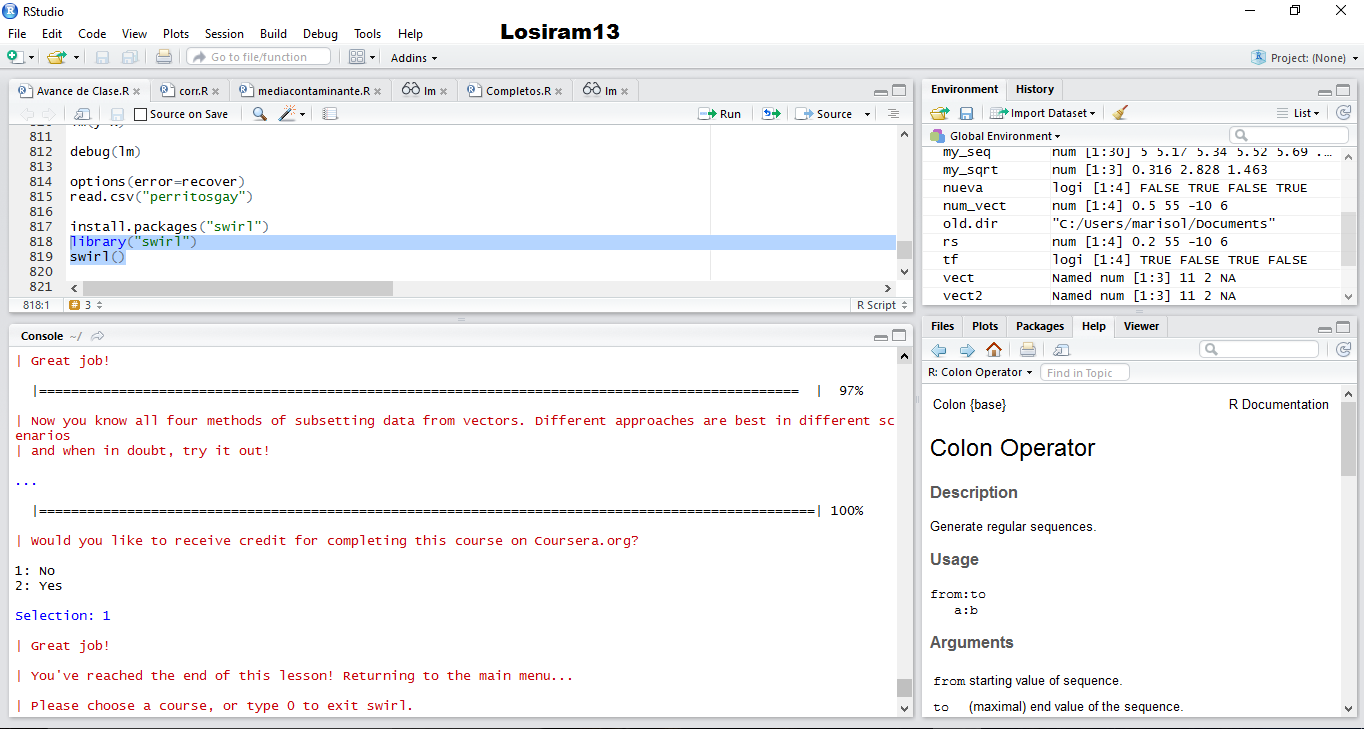 RStudio
File Edit Code View Plots Session Build Debug Tools Help
Losiram13
Go to file/function Addins
Project: (None)
Avance de Clase.R corr.R mediacontaminante.R lm Completos.R lm
Source on Save Run Source
811
812 debug(lm)
813
814 options(error=recover)
815 read.csv("perritosgay")
816
817 install.packages("swirl")
818 library("swirl")
819 swirl()
820
821
818:1 # 3 R Script
Console ~/
| Great job!
|================================================================================================ | 97%
| Now you know all four methods of subsetting data from vectors. Different approaches are best in different sc
enarios
| and when in doubt, try it out!
...
|==================================================================================================| 100%
| Would you like to receive credit for completing this course on Coursera.org?
1: No
2: Yes
Selection: 1
| Great job!
| You've reached the end of this lesson! Returning to the main menu...
| Please choose a course, or type 0 to exit swirl.
Environment History
Import Dataset List
Global Environment
my_seq num [1:30] 5 5.17 5.34 5.52 5.69 ...
my_sqrt num [1:3] 0.316 2.828 1.463
nueva logi [1:4] FALSE TRUE FALSE TRUE
num_vect num [1:4] 0.5 55 -10 6
old.dir "C:/Users/marisol/Documents"
rs num [1:4] 0.2 55 -10 6
tf logi [1:4] TRUE FALSE TRUE FALSE
vect Named num [1:3] 11 2 NA
vect2 Named num [1:3] 11 2 NA
Files Plots Packages Help Viewer
R: Colon Operator Find in Topic
Colon {base} R Documentation
Colon Operator
Description
Generate regular sequences.
Usage
from:to
a:b
Arguments
from starting value of sequence.
to (maximal) end value of the sequence.